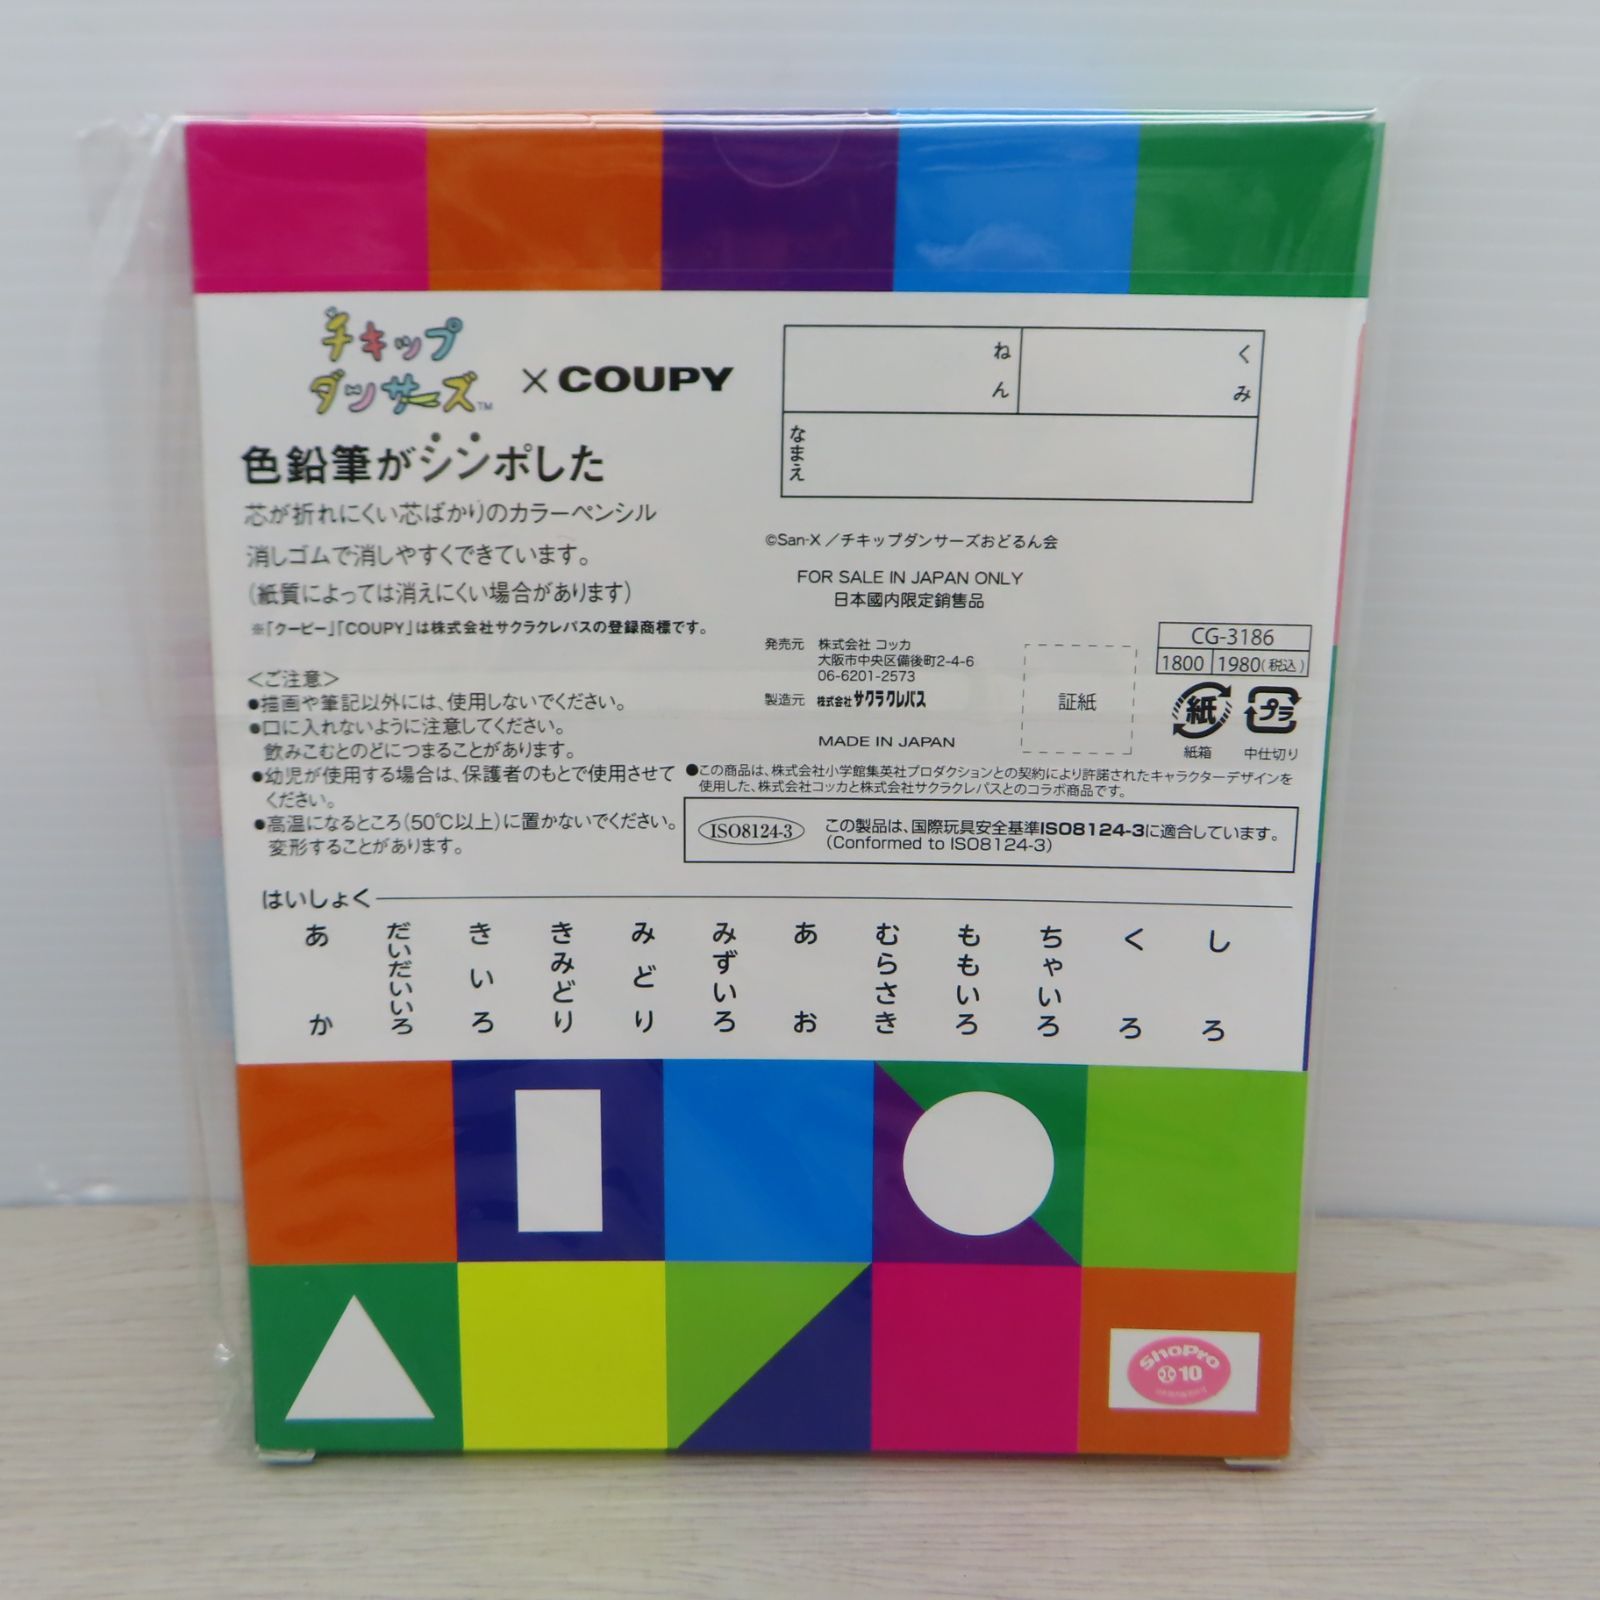 チキップ
ダンサーズ™
×COUPY
色鉛筆がシンポした
芯が折れにくい芯ばかりのカラーペンシル
消しゴムで消しやすくできています。
(紙質によっては消えにくい場合があります)
※「クーピー」「COUPY」は株式会社サクラクレパスの登録商標です。
<ご注意>
●描画や筆記以外には、使用しないでください。
●口に入れないように注意してください。
飲みこむとのどにつまることがあります。
●幼児が使用する場合は、保護者のもとで使用させて
ください。
●高温になるところ(50℃以上)に置かないでください。
変形することがあります。
ねん
くみ
なまえ
©San-X／チキップダンサーズおどるん会
FOR SALE IN JAPAN ONLY
日本國内限定銷售品
発売元 株式会社 コッカ
大阪市中央区備後町2-4-6
06-6201-2573
製造元 株式会社サクラクレパス
MADE IN JAPAN
証紙
CG-3186
1800 1980(税込)
紙
紙箱
プラ
中仕切り
●この商品は、株式会社小学館集英社プロダクションとの契約により許諾されたキャラクターデザインを
使用した、株式会社コッカと株式会社サクラクレパスとのコラボ商品です。
ISO8124-3
この製品は、国際玩具安全基準ISO8124-3に適合しています。
(Conformed to ISO8124-3)
はいしょく
あか
だいだいいろ
きいろ
きみどり
みどり
みずいろ
あお
むらさき
ももいろ
ちゃいろ
くろ
しろ
ShoPro
10